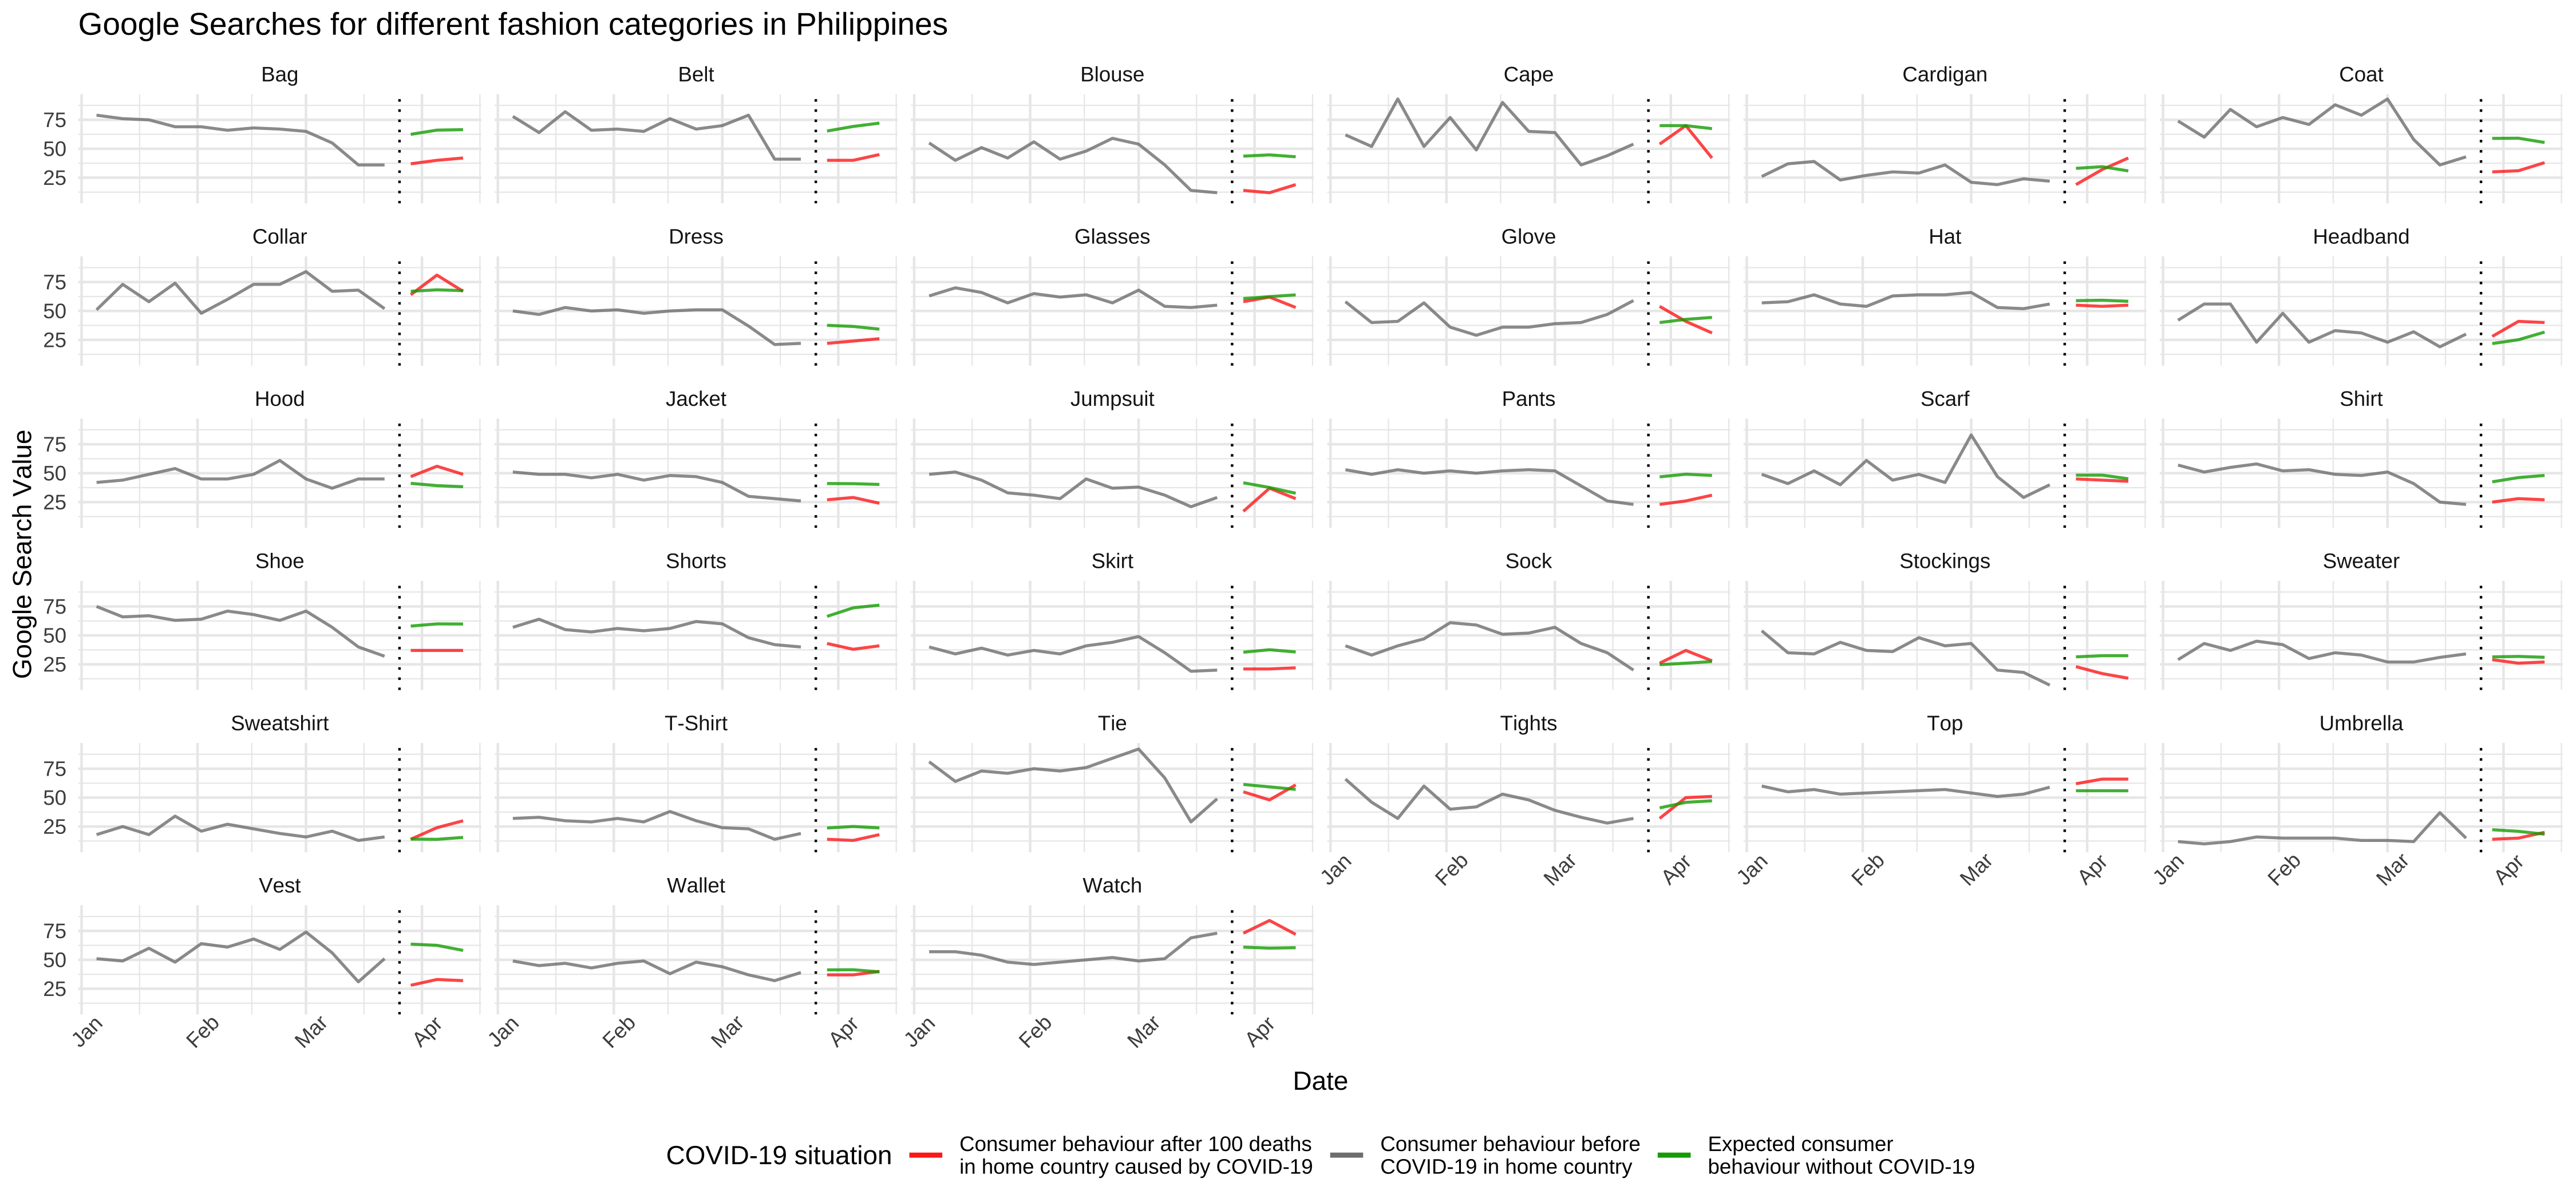 Google Searches for different fashion categories in Philippines
Bag Belt Blouse Cape Cardigan Coat
75
50
25
Collar Dress Glasses Glove Hat Headband
75
50
25
Hood Jacket Jumpsuit Pants Scarf Shirt
75
50
25
Google Search Value
Shoe Shorts Skirt Sock Stockings Sweater
75
50
25
Sweatshirt T-Shirt Tie Tights Top Umbrella
75
50
25
Jan Feb Mar Apr Jan Feb Mar Apr Jan Feb Mar Apr
Vest Wallet Watch
75
50
25
Jan Feb Mar Apr Jan Feb Mar Apr Jan Feb Mar Apr
Date
COVID-19 situation
Consumer behaviour after 100 deaths
in home country caused by COVID-19
Consumer behaviour before
COVID-19 in home country
Expected consumer
behaviour without COVID-19